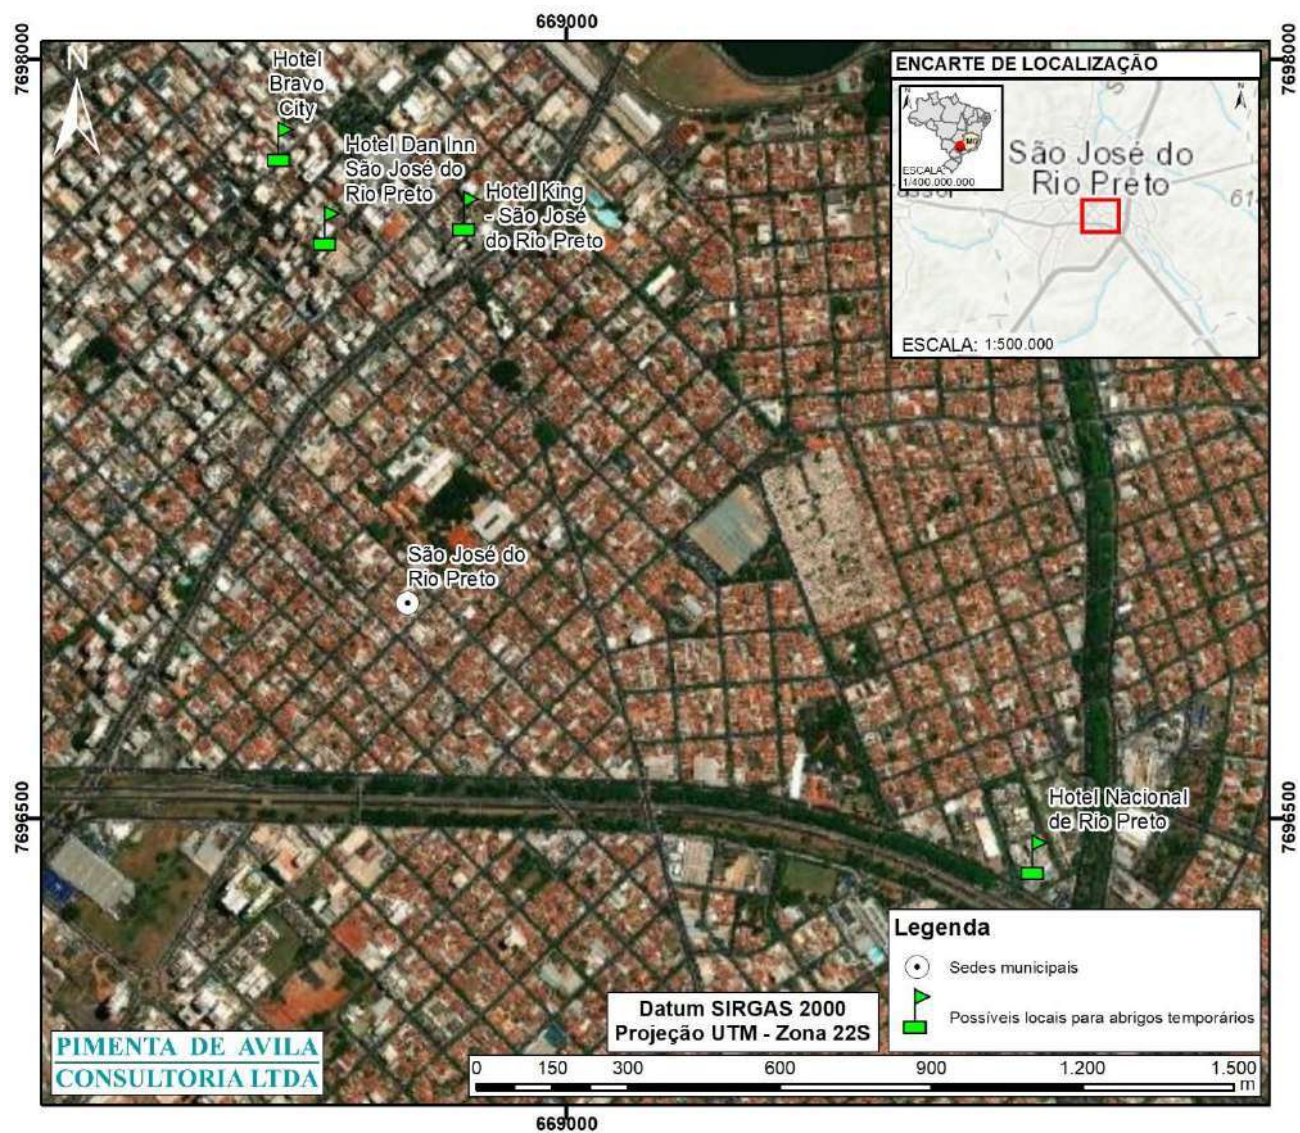 669000
7698000
7698000
N
Hotel
Bravo
City
Hotel Dan Inn
São José do
Rio Preto
Hotel King
- São José
do Rio Preto
ENCARTE DE LOCALIZAÇÃO
N
N
MG
ESCALA:
1/400.000.000
São José do
Rio Preto
61
ESCALA: 1:500.000
São José do
Rio Preto
7696500
7696500
Hotel Nacional
de Rio Preto
Legenda
Sedes municipais
Possíveis locais para abrigos temporários
Datum SIRGAS 2000
Projeção UTM - Zona 22S
PIMENTA DE AVILA
CONSULTORIA LTDA
0 150 300 600 900 1.200 1.500
m
669000